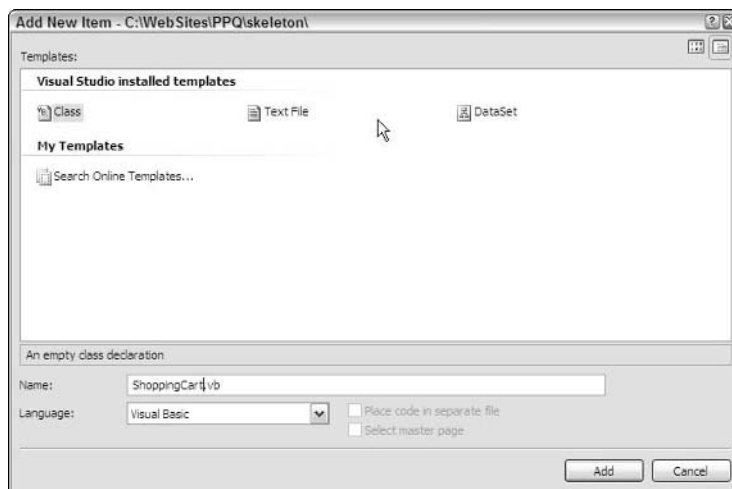 Add New Item - C:\WebSites\PPQ\skeleton\
Templates:
Visual Studio installed templates
Class
Text File
DataSet
My Templates
Search Online Templates...
An empty class declaration
Name:
ShoppingCart.vb
Language:
Visual Basic
Place code in separate file
Select master page
Add
Cancel